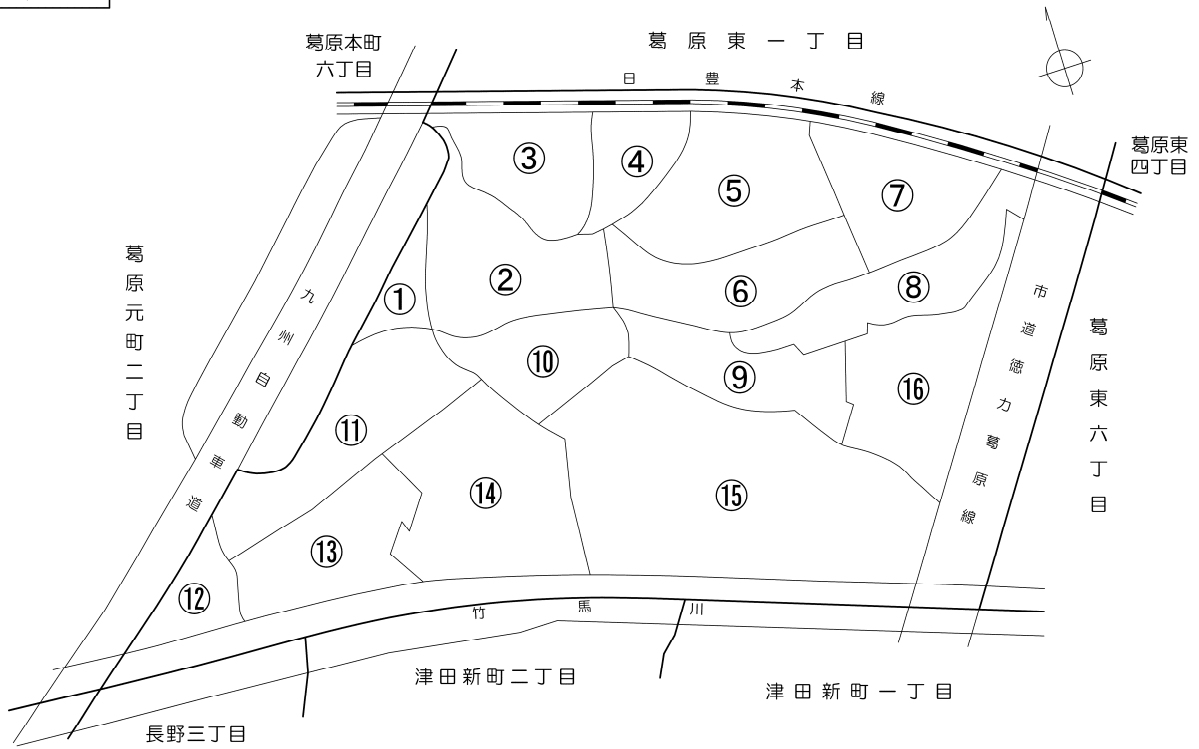 葛原本町
六丁目
葛原東一丁目
日豊本線
葛原東
四丁目
③
④
⑤
⑦
葛原元町二丁目
九州自動車道
①
②
⑥
⑧
市道徳力葛原線
葛原東六丁目
⑩
⑨
⑯
⑪
⑭
⑮
⑬
⑫
竹馬川
津田新町二丁目
津田新町一丁目
長野三丁目